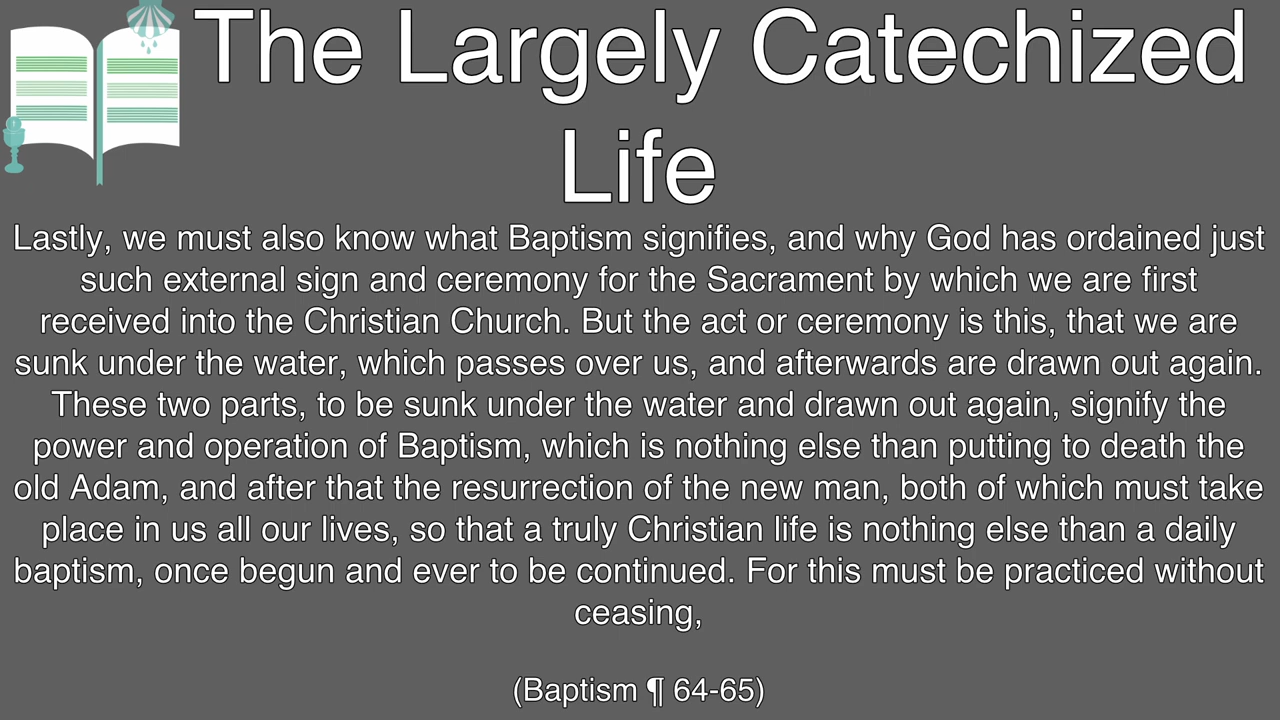 The Largely Catechized
Life
Lastly, we must also know what Baptism signifies, and why God has ordained just
such external sign and ceremony for the Sacrament by which we are first
received into the Christian Church. But the act or ceremony is this, that we are
sunk under the water, which passes over us, and afterwards are drawn out again.
These two parts, to be sunk under the water and drawn out again, signify the
power and operation of Baptism, which is nothing else than putting to death the
old Adam, and after that the resurrection of the new man, both of which must take
place in us all our lives, so that a truly Christian life is nothing else than a daily
baptism, once begun and ever to be continued. For this must be practiced without
ceasing,
(Baptism ¶ 64-65)